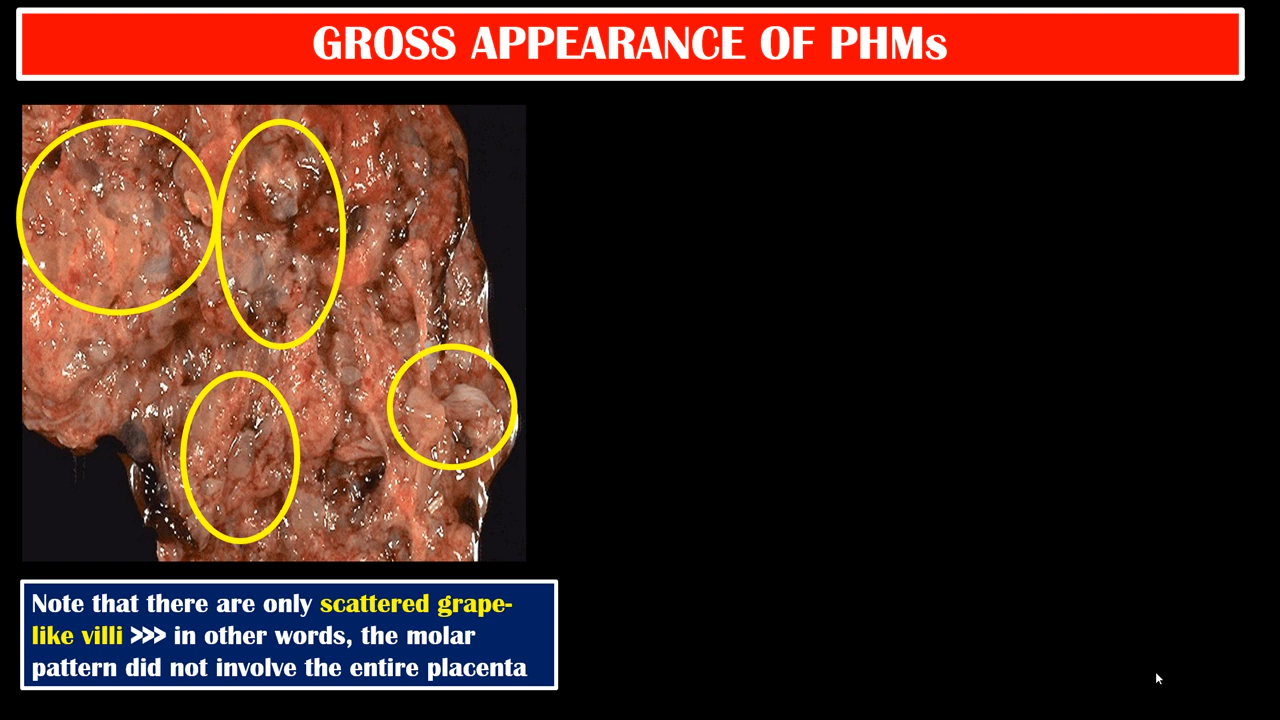 GROSS APPEARANCE OF PHMs
Note that there are only scattered grape-
like villi >>> in other words, the molar
pattern did not involve the entire placenta